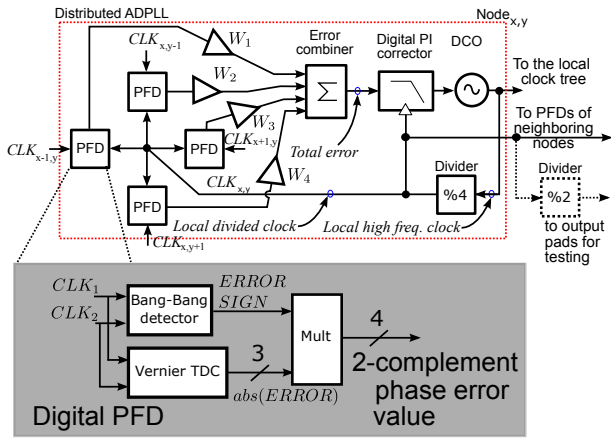 Distributed ADPLL
Node x,y
CLK x,y-1
W1
W2
W3
W4
Error
combiner
Digital PI
corrector
DCO
To the local
clock tree
PFD
PFD
PFD
PFD
Σ
CLK x-1,y
CLK x+1,y
Total error
To PFDs of
neighboring
nodes
CLK x,y
Divider
%4
Divider
%2
Local divided clock
Local high freq. clock
CLK x,y+1
to output
pads for
testing
CLK1
CLK2
Bang-Bang
detector
ERROR
SIGN
Mult
4
Vernier TDC
3
abs(ERROR)
2-complement
phase error
value
Digital PFD